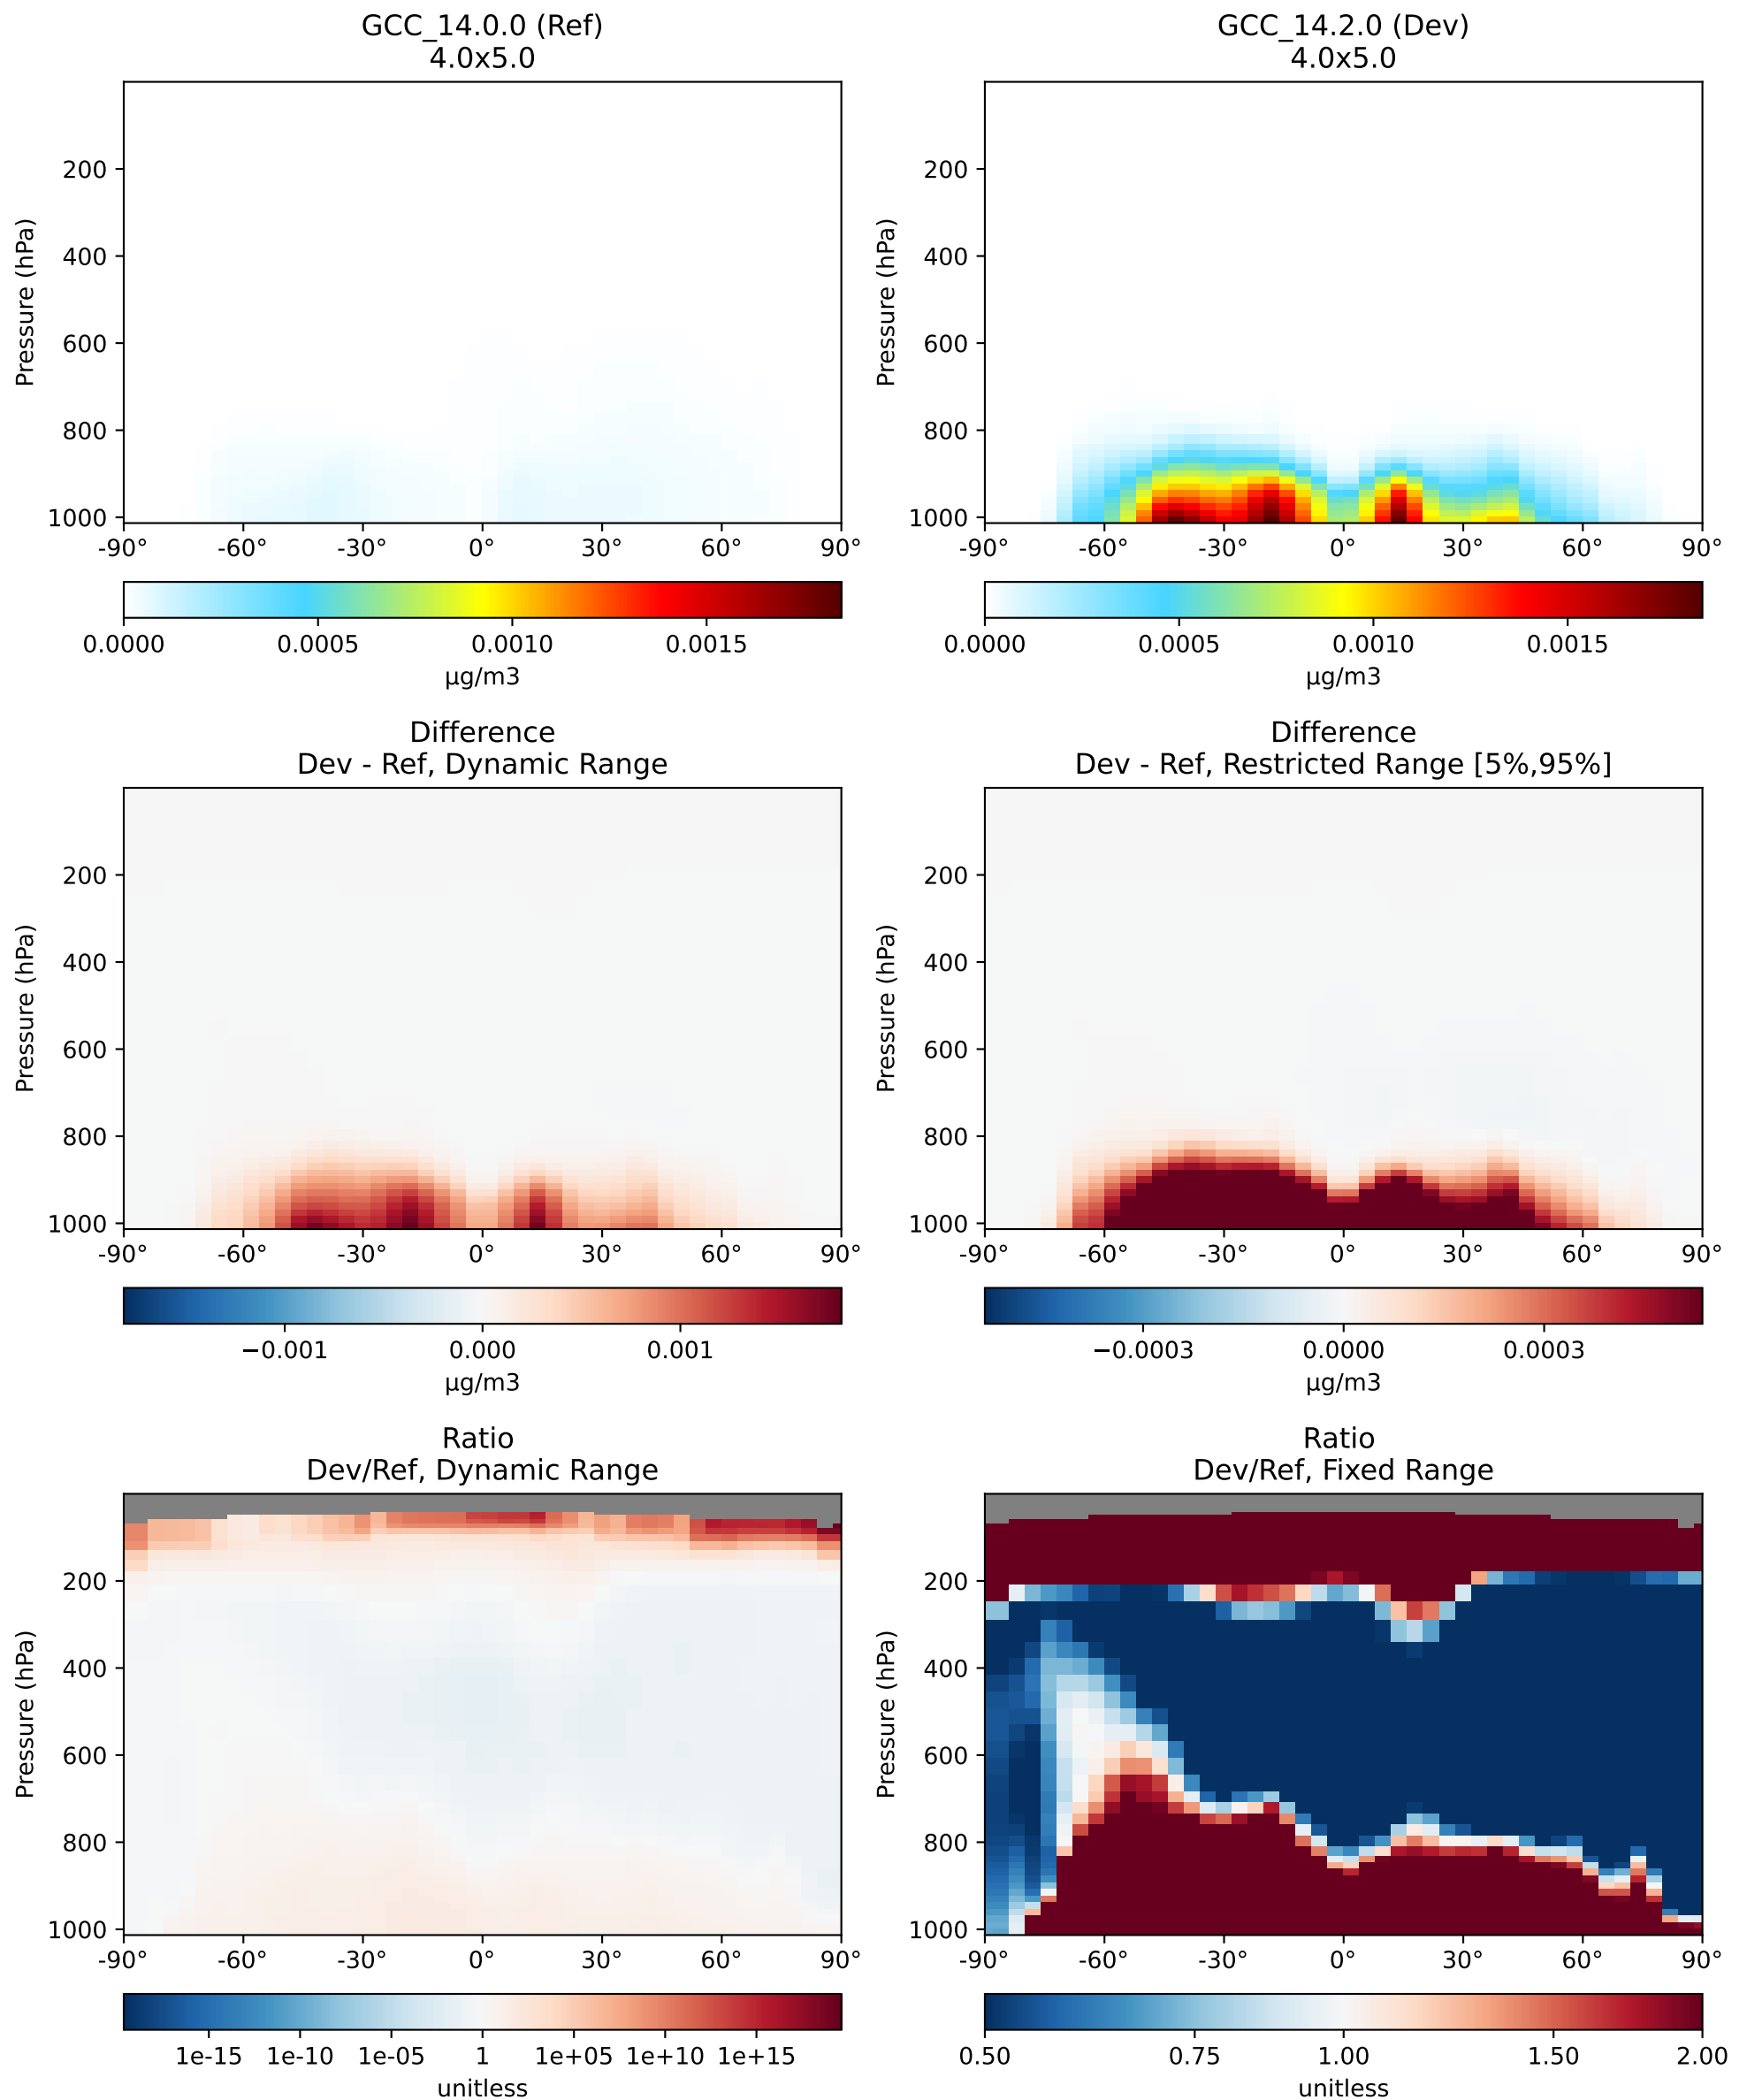 GCC_14.0.0 (Ref)
4.0x5.0
Pressure (hPa)
200
400
600
800
1000
-90° -60° -30° 0° 30° 60° 90°
0.0000 0.0005 0.0010 0.0015
µg/m3
GCC_14.2.0 (Dev)
4.0x5.0
Pressure (hPa)
200
400
600
800
1000
-90° -60° -30° 0° 30° 60° 90°
0.0000 0.0005 0.0010 0.0015
µg/m3
Difference
Dev - Ref, Dynamic Range
Pressure (hPa)
200
400
600
800
1000
-90° -60° -30° 0° 30° 60° 90°
−0.001 0.000 0.001
µg/m3
Difference
Dev - Ref, Restricted Range [5%,95%]
Pressure (hPa)
200
400
600
800
1000
-90° -60° -30° 0° 30° 60° 90°
−0.0003 0.0000 0.0003
µg/m3
Ratio
Dev/Ref, Dynamic Range
Pressure (hPa)
200
400
600
800
1000
-90° -60° -30° 0° 30° 60° 90°
1e-15 1e-10 1e-05 1 1e+05 1e+10 1e+15
unitless
Ratio
Dev/Ref, Fixed Range
Pressure (hPa)
200
400
600
800
1000
-90° -60° -30° 0° 30° 60° 90°
0.50 0.75 1.00 1.50 2.00
unitless